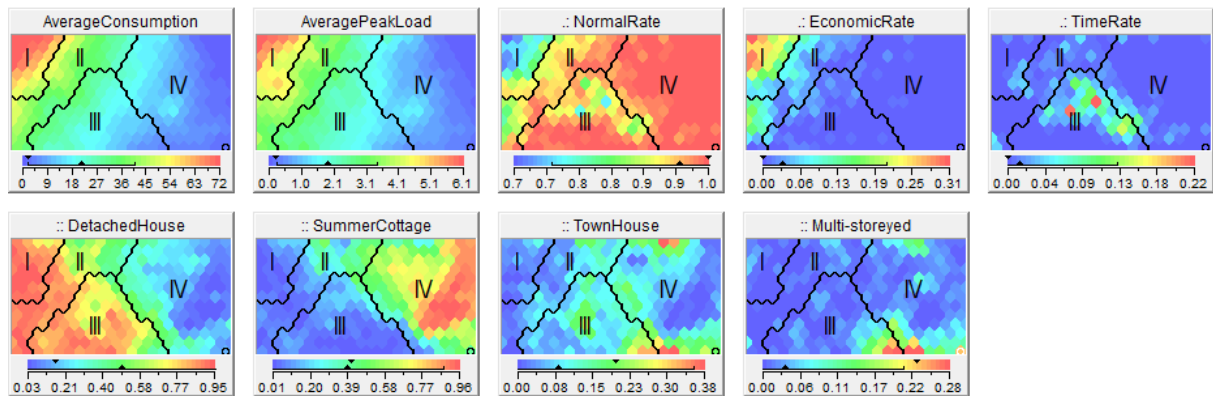 AverageConsumption
I II III IV
0 9 18 27 36 45 54 63 72
AveragePeakLoad
I II III IV
0.0 1.0 2.1 3.1 4.1 5.1 6.1
.: NormalRate
I II III IV
0.7 0.7 0.8 0.8 0.9 0.9 1.0
.: EconomicRate
I II III IV
0.00 0.06 0.13 0.19 0.25 0.31
.: TimeRate
I II III IV
0.00 0.04 0.09 0.13 0.18 0.22
:: DetachedHouse
I II III IV
0.03 0.21 0.40 0.58 0.77 0.95
:: SummerCottage
I II III IV
0.01 0.20 0.39 0.58 0.77 0.96
:: TownHouse
I II III IV
0.00 0.08 0.15 0.23 0.30 0.38
:: Multi-storeyed
I II III IV
0.00 0.06 0.11 0.17 0.22 0.28